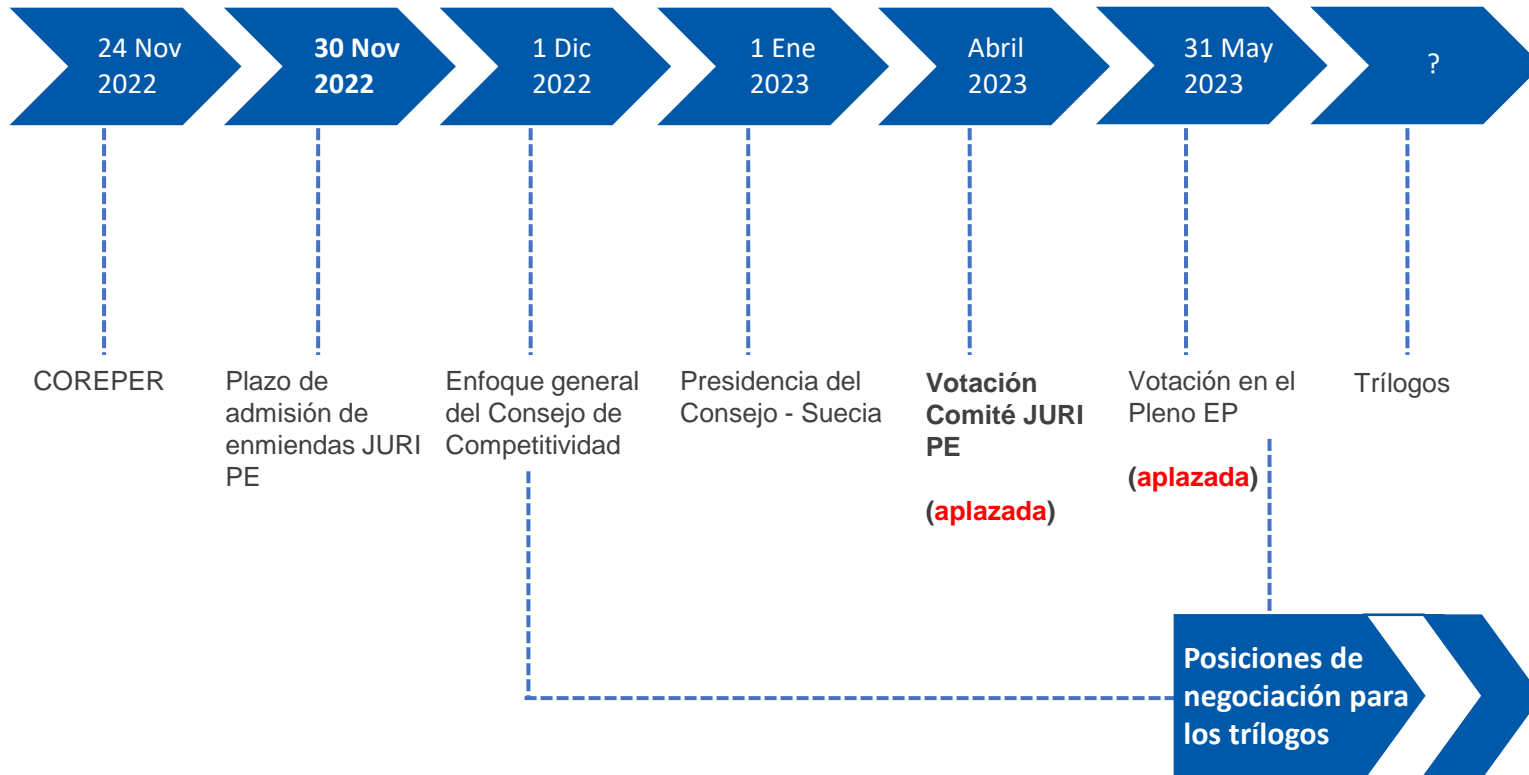 24 Nov
2022
30 Nov
2022
1 Dic
2022
1 Ene
2023
Abril
2023
31 May
2023
?
COREPER
Plazo de
admisión de
enmiendas JURI
PE
Enfoque general
del Consejo de
Competitividad
Presidencia del
Consejo - Suecia
Votación
Comité JURI
PE
(aplazada)
Votación en el
Pleno EP
(aplazada)
Trílogos
Posiciones de
negociación para
los trílogos